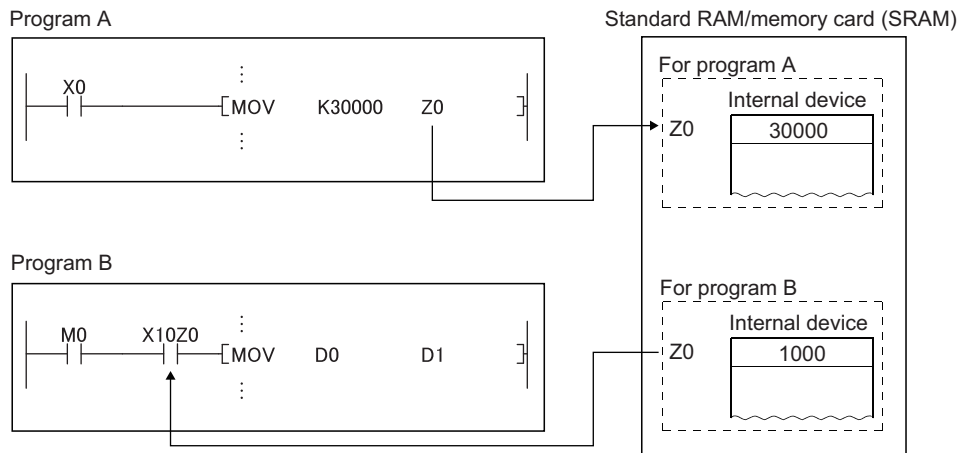 Program A
X0
[MOV K30000 Z0 ]
Standard RAM/memory card (SRAM)
For program A
Internal device
Z0 30000
Program B
M0 X10Z0
[MOV D0 D1 ]
For program B
Internal device
Z0 1000